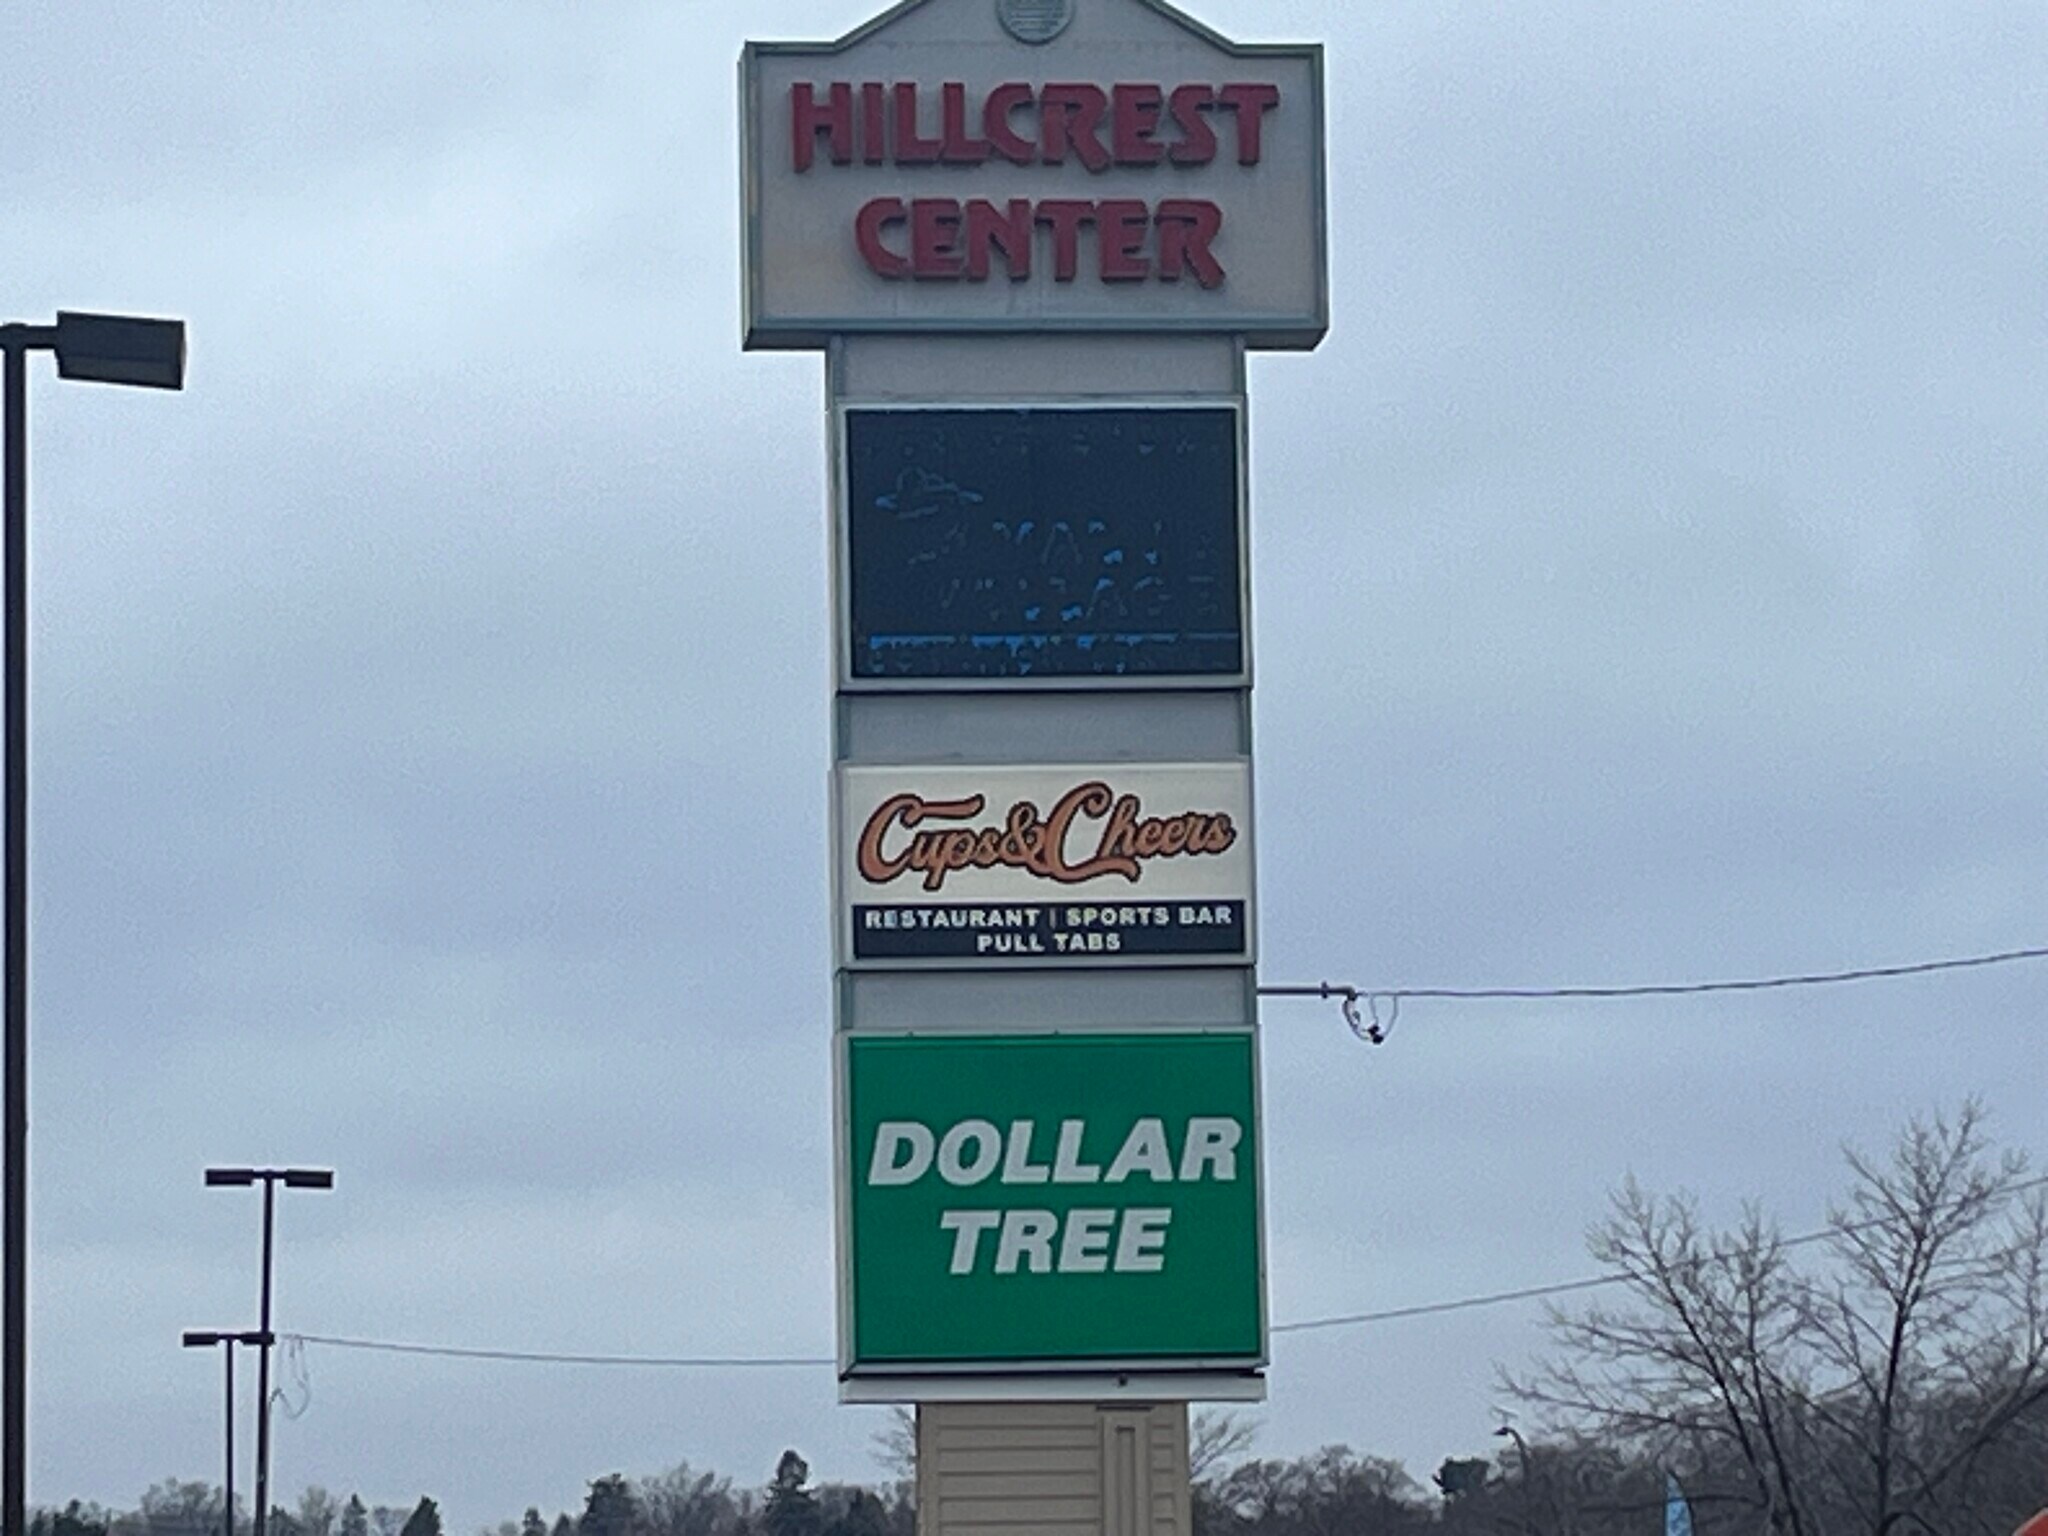 HILLCREST
CENTER
Cups & Cheers
RESTAURANT | SPORTS BAR
PULL TABS
DOLLAR
TREE